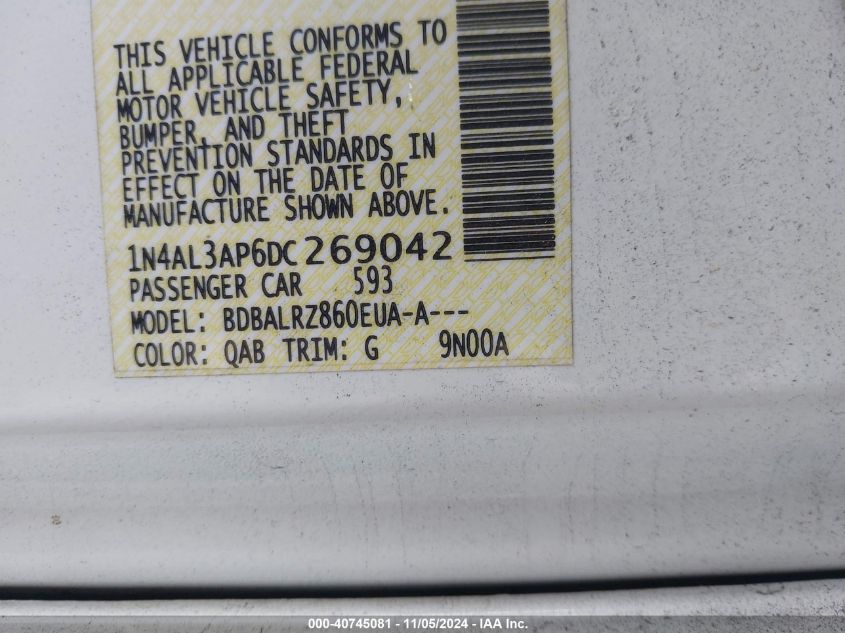 THIS VEHICLE CONFORMS TO
ALL APPLICABLE FEDERAL
MOTOR VEHICLE SAFETY,
BUMPER, AND THEFT
PREVENTION STANDARDS IN
EFFECT ON THE DATE OF
MANUFACTURE SHOWN ABOVE.
1N4AL3AP6DC269042
PASSENGER CAR 593
MODEL: BDBALRZ860EUA-A---
COLOR: QAB TRIM: G 9N00A
000-40745081 - 11/05/2024 - IAA Inc.